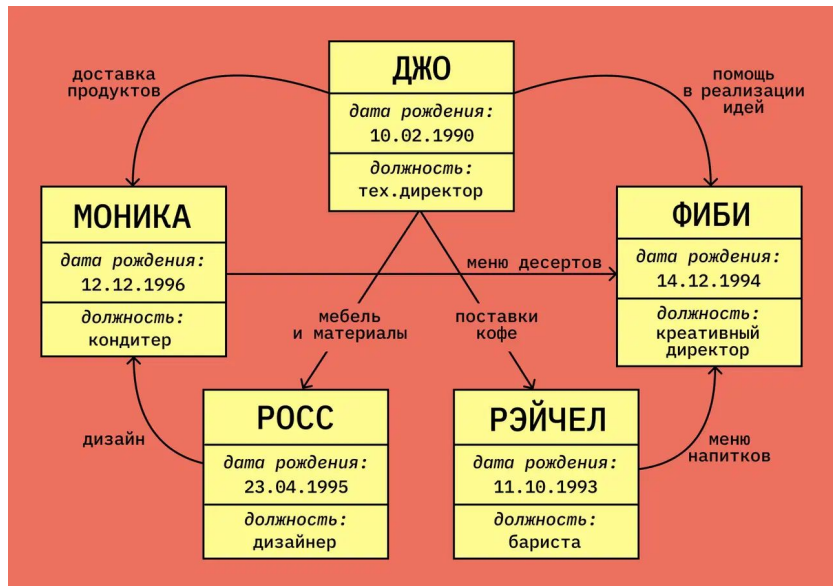 ДЖО
дата рождения:
10.02.1990
должность:
тех.директор
доставка
продуктов
помощь
в реализации
идей
МОНИКА
дата рождения:
12.12.1996
должность:
кондитер
меню десертов
ФИБИ
дата рождения:
14.12.1994
должность:
креативный
директор
мебель
и материалы
поставки
кофе
дизайн
РОСС
дата рождения:
23.04.1995
должность:
дизайнер
РЭЙЧЕЛ
дата рождения:
11.10.1993
должность:
бариста
меню
напитков